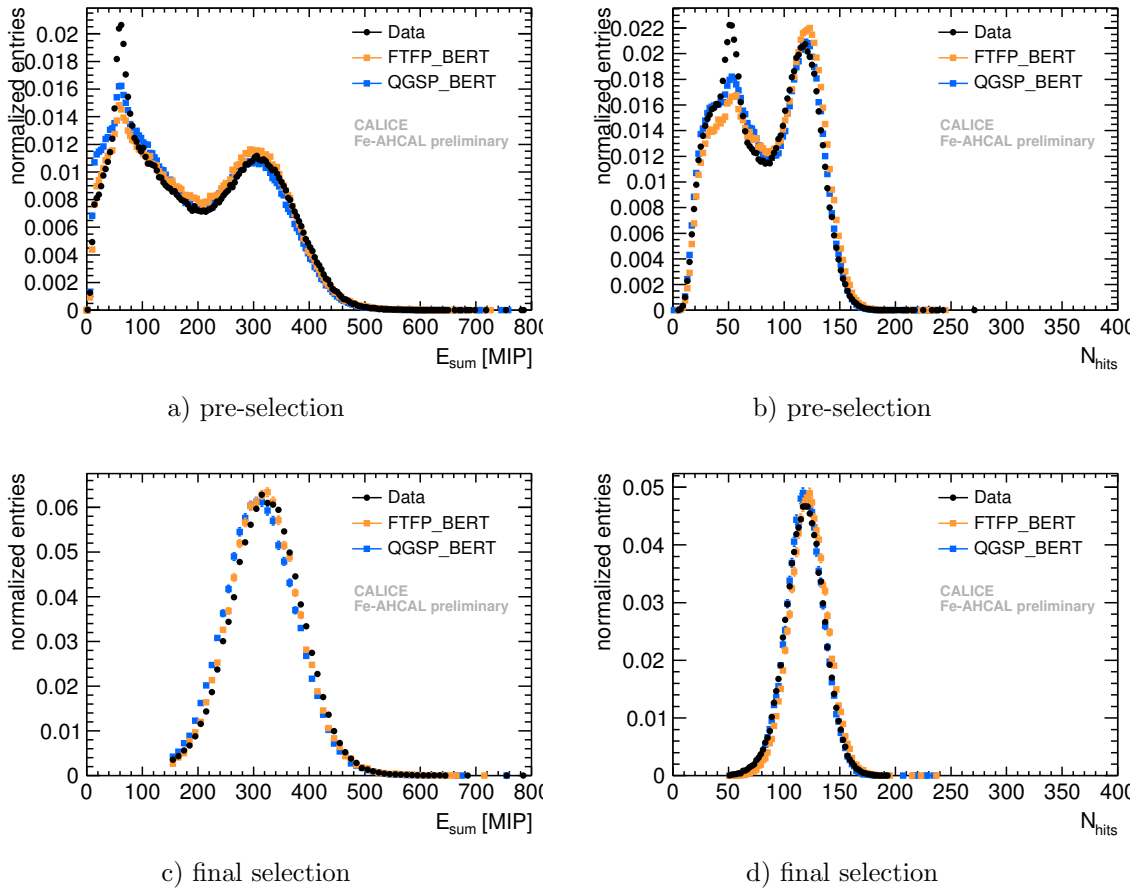 normalized entries
0.02
0.018
0.016
0.014
0.012
0.01
0.008
0.006
0.004
0.002
0
Data
FTFP_BERT
QGSP_BERT
CALICE
Fe-AHCAL preliminary
0 100 200 300 400 500 600 700 800
E_sum [MIP]
a) pre-selection
normalized entries
0.022
0.02
0.018
0.016
0.014
0.012
0.01
0.008
0.006
0.004
0.002
0
Data
FTFP_BERT
QGSP_BERT
CALICE
Fe-AHCAL preliminary
0 50 100 150 200 250 300 350 400
N_hits
b) pre-selection
normalized entries
0.06
0.05
0.04
0.03
0.02
0.01
0
Data
FTFP_BERT
QGSP_BERT
CALICE
Fe-AHCAL preliminary
0 100 200 300 400 500 600 700 800
E_sum [MIP]
c) final selection
normalized entries
0.05
0.04
0.03
0.02
0.01
0
Data
FTFP_BERT
QGSP_BERT
CALICE
Fe-AHCAL preliminary
0 50 100 150 200 250 300 350 400
N_hits
d) final selection